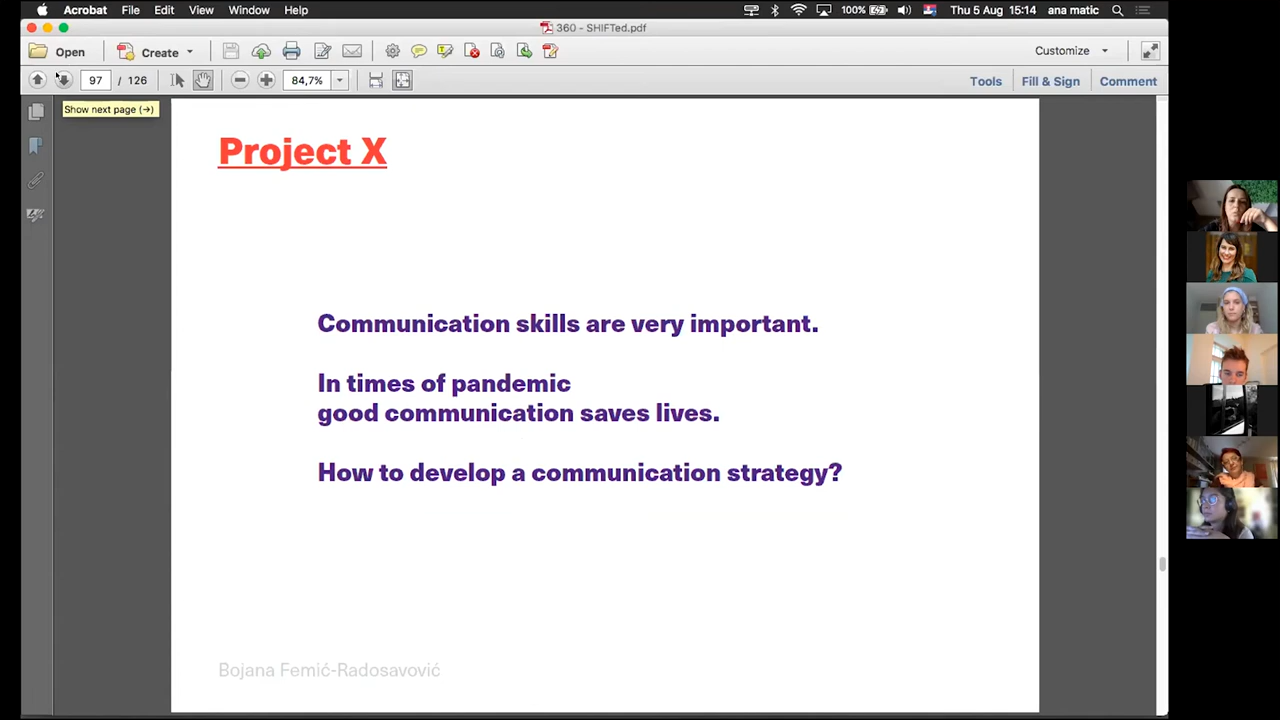 Acrobat File Edit View Window Help 100% Thu 5 Aug 15:14 ana matic
360 - SHIFTed.pdf
Open Create Customize
97 / 126 84,7% Tools Fill & Sign Comment
Show next page (→)
Project X
Communication skills are very important.
In times of pandemic
good communication saves lives.
How to develop a communication strategy?
Bojana Femić-Radosavović